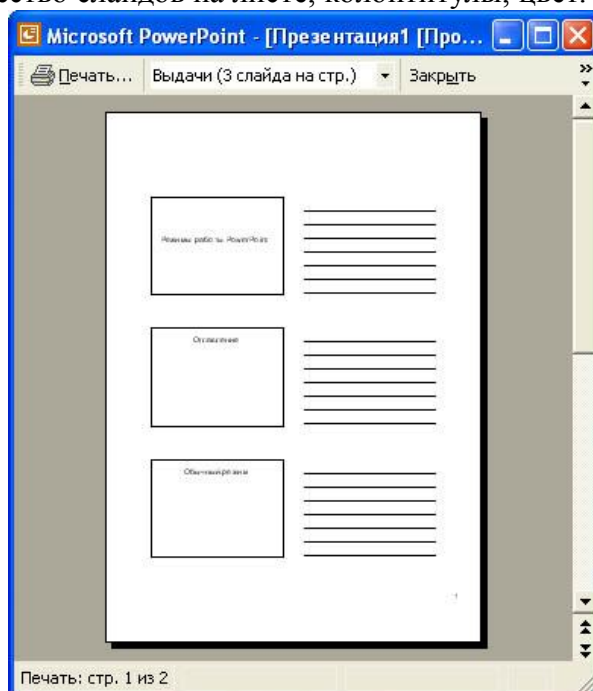 ство слайдов на листе, колонтитулы, цвет.
Microsoft PowerPoint - [Презентация1 [Про...
Печать... Выдачи (3 слайда на стр.) Закрыть
Режимы работы PowerPoint
Оглавление
Обычный режим
Печать: стр. 1 из 2